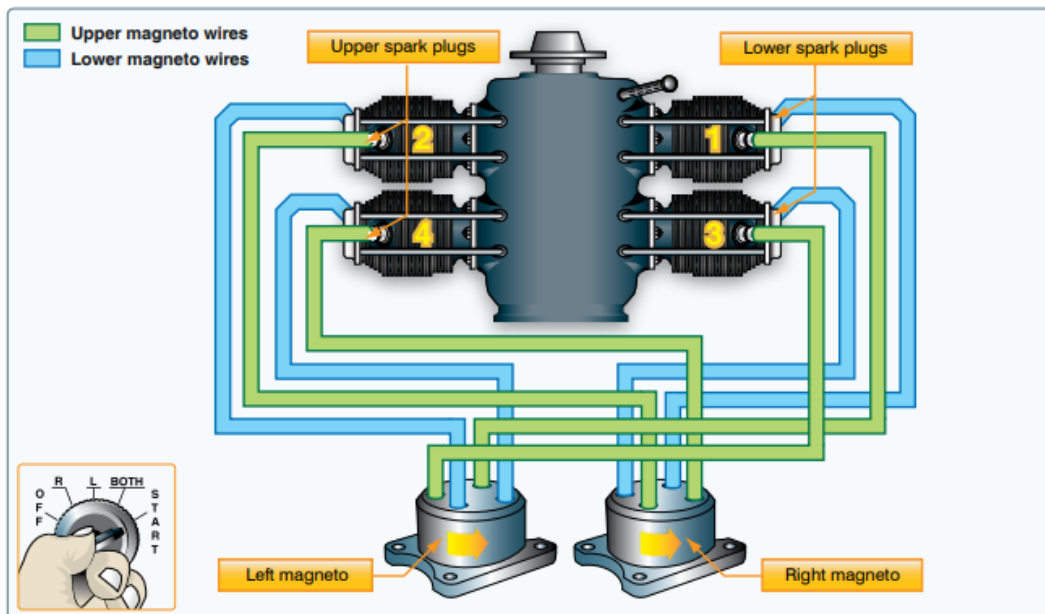 Upper magneto wires
Lower magneto wires
Upper spark plugs
Lower spark plugs
2
1
4
3
OFF
R
L
BOTH
START
Left magneto
Right magneto